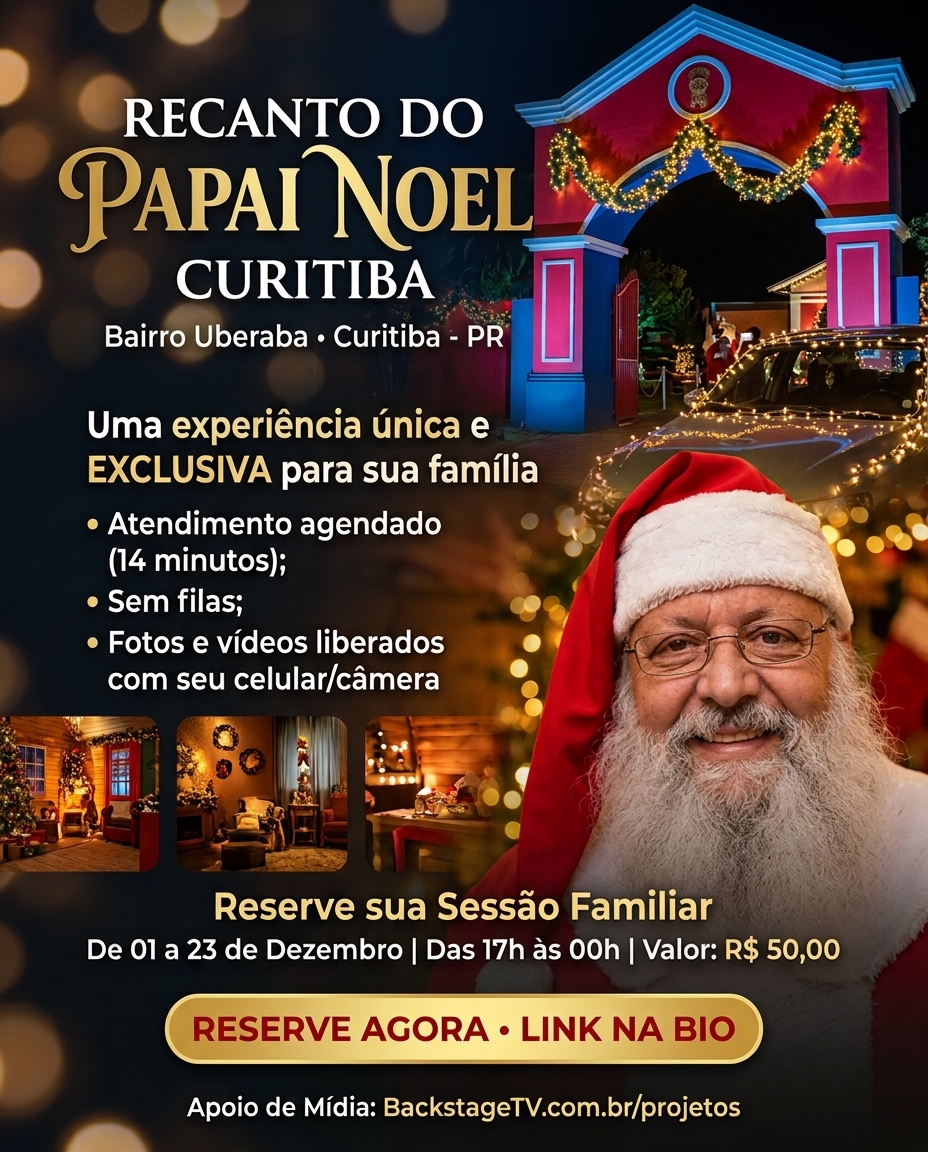 RECANTO DO
PAPAI NOEL
CURITIBA
Bairro Uberaba • Curitiba - PR
Uma experiência única e
EXCLUSIVA para sua família
• Atendimento agendado
(14 minutos);
• Sem filas;
• Fotos e vídeos liberados
com seu celular/câmera
Reserve sua Sessão Familiar
De 01 a 23 de Dezembro | Das 17h às 00h | Valor: R$ 50,00
RESERVE AGORA • LINK NA BIO
Apoio de Mídia: BackstageTV.com.br/projetos